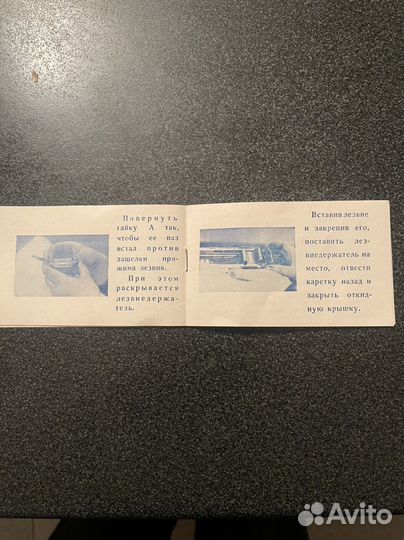 Повернуть
гайку А так,
чтобы ее паз
встал против
защелки при-
жима лезвия.
При этом
раскрывается
лезвиедержа-
тель.
Вставив лезвие
и закрепив его,
поставить лез-
виедержатель на
место, отвести
каретку назад и
закрыть откид-
ную крышку.
Avito